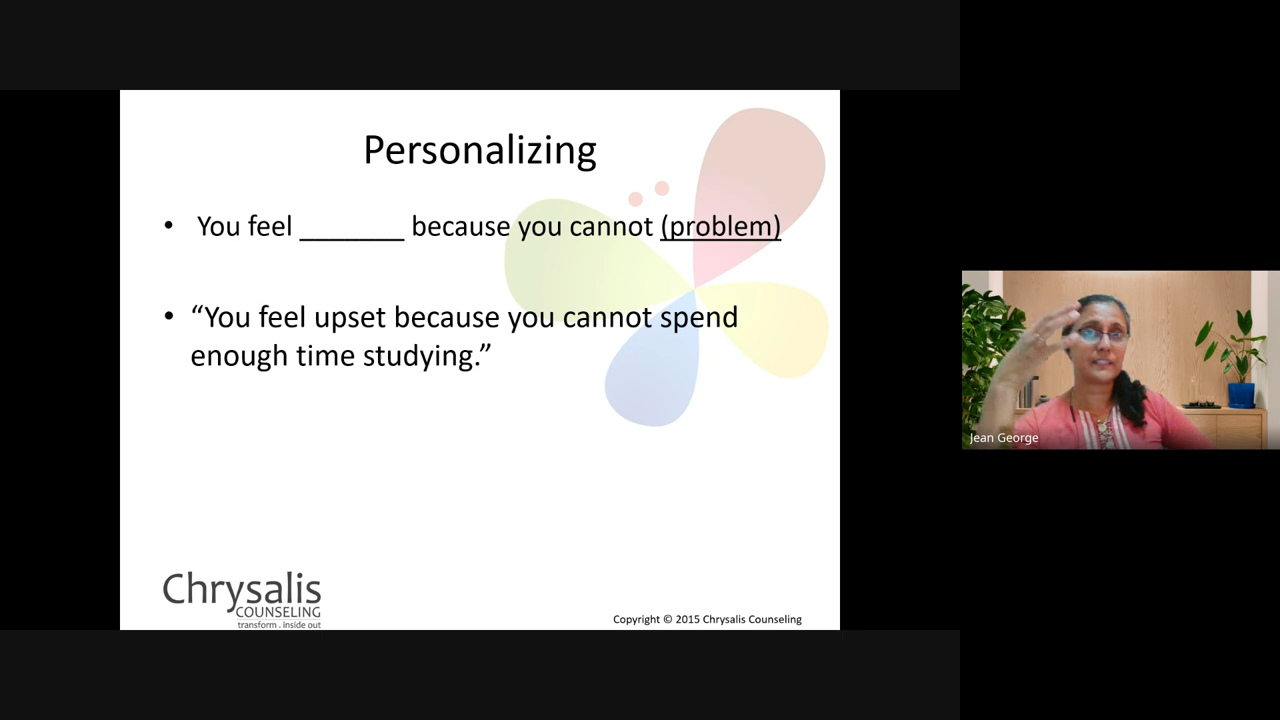 Personalizing
• You feel ________ because you cannot (problem)
• “You feel upset because you cannot spend
enough time studying.”
Chrysalis
COUNSELING
transform . inside out
Copyright © 2015 Chrysalis Counseling
Jean George